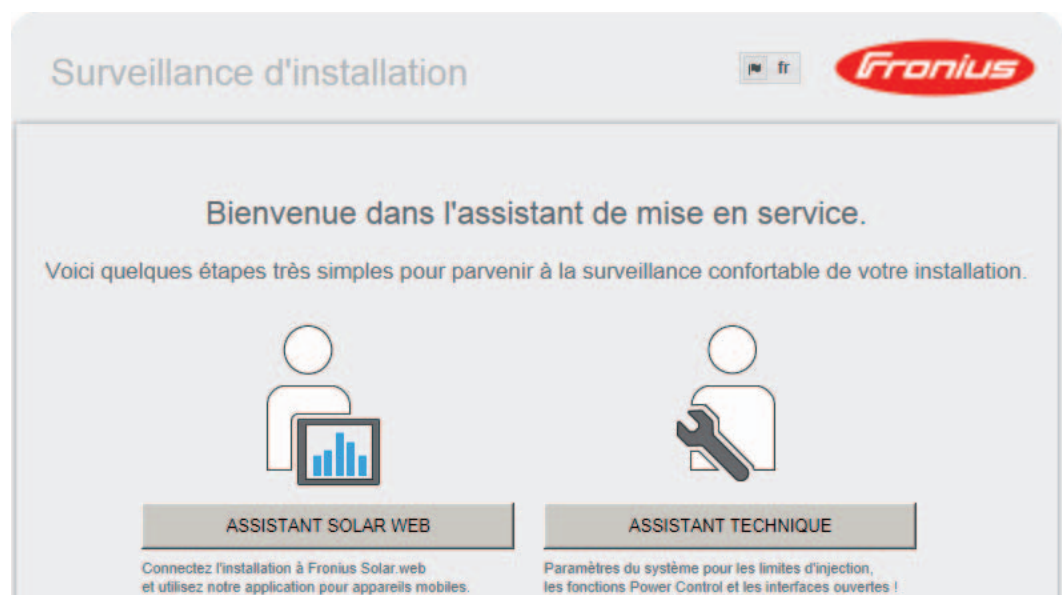 Surveillance d'installation
fr
Fronius
Bienvenue dans l'assistant de mise en service.
Voici quelques étapes très simples pour parvenir à la surveillance confortable de votre installation.
ASSISTANT SOLAR WEB
Connectez l'installation à Fronius Solar.web
et utilisez notre application pour appareils mobiles.
ASSISTANT TECHNIQUE
Paramètres du système pour les limites d'injection,
les fonctions Power Control et les interfaces ouvertes !